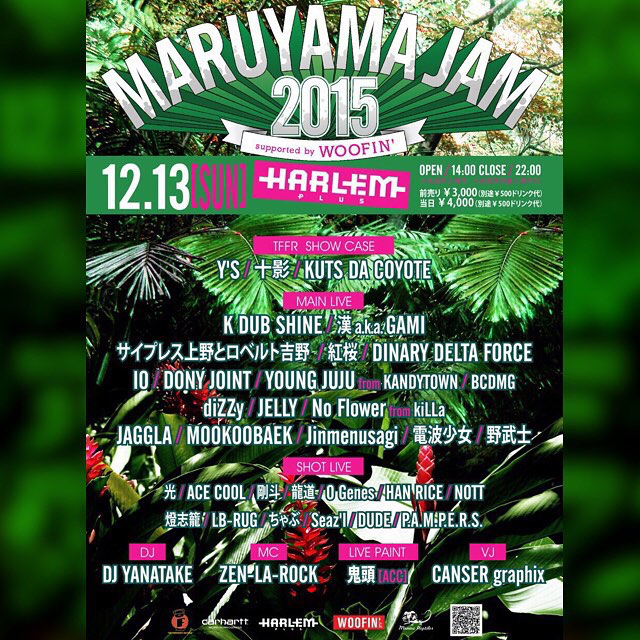 MARUYAMA JAM
2015
supported by WOOFIN'
12.13[SUN]
HARLEM
PLUS
OPEN / 14:00 CLOSE / 22:00
前売り ¥3,000(別途¥500ドリンク代)
当日 ¥4,000(別途¥500ドリンク代)
TFFR SHOW CASE
Y'S / 十影 / KUTS DA COYOTE
MAIN LIVE
K DUB SHINE / 漢 a.k.a. GAMI
サイプレス上野とロベルト吉野 / 紅桜 / DINARY DELTA FORCE
IO / DONY JOINT / YOUNG JUJU from KANDYTOWN / BCDMG
diZZy / JELLY / No Flower from kiLLa
JAGGLA / MOOKOOBAEK / Jinmenusagi / 電波少女 / 野武士
SHOT LIVE
光 / ACE COOL / 剛斗 / 龍道 / O Genes / HAN RICE / NOTT
燈志籠 / LB-RUG / ちゃぶ / Seaz'l / DUDE / P.A.M.P.E.R.S.
DJ
DJ YANATAKE
MC
ZEN-LA-ROCK
LIVE PAINT
鬼頭 [ACC]
VJ
CANSER graphix
carhartt
HARLEM
PLUS
WOOFIN'